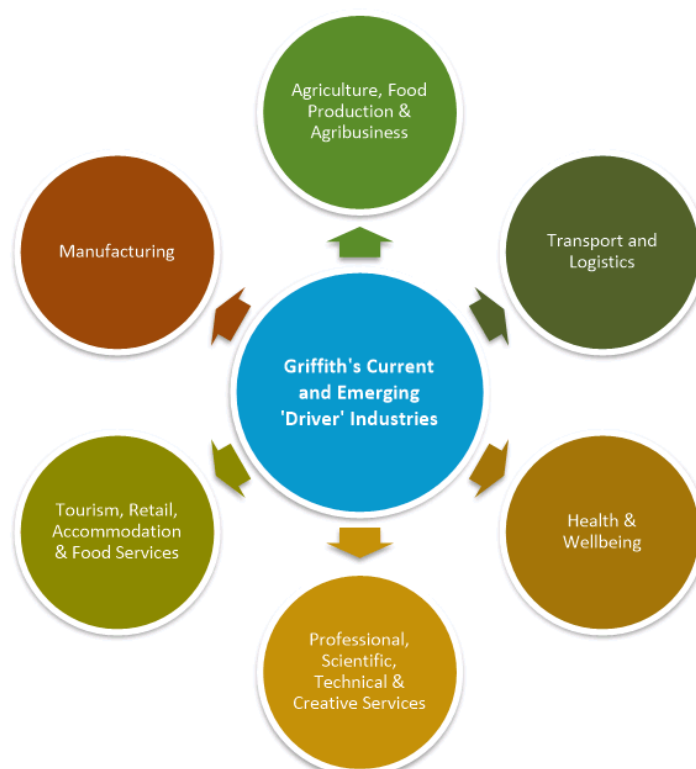 Agriculture, Food
Production &
Agribusiness
Transport and
Logistics
Health &
Wellbeing
Professional,
Scientific,
Technical &
Creative Services
Tourism, Retail,
Accommodation
& Food Services
Manufacturing
Griffith's Current
and Emerging
'Driver' Industries